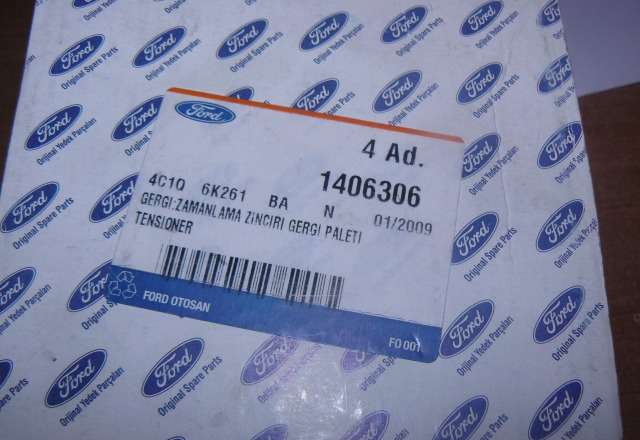 Ford
4 Ad.
4C1Q 6K261 BA N 1406306
GERGİ:ZAMANLAMA ZiNCiRİ GERGİ PALETİ 01/2009
TENSIONER
FORD OTOSAN
FO 001
Ford
Orijinal Yedek Parçaları
Ford
Original Spare Parts